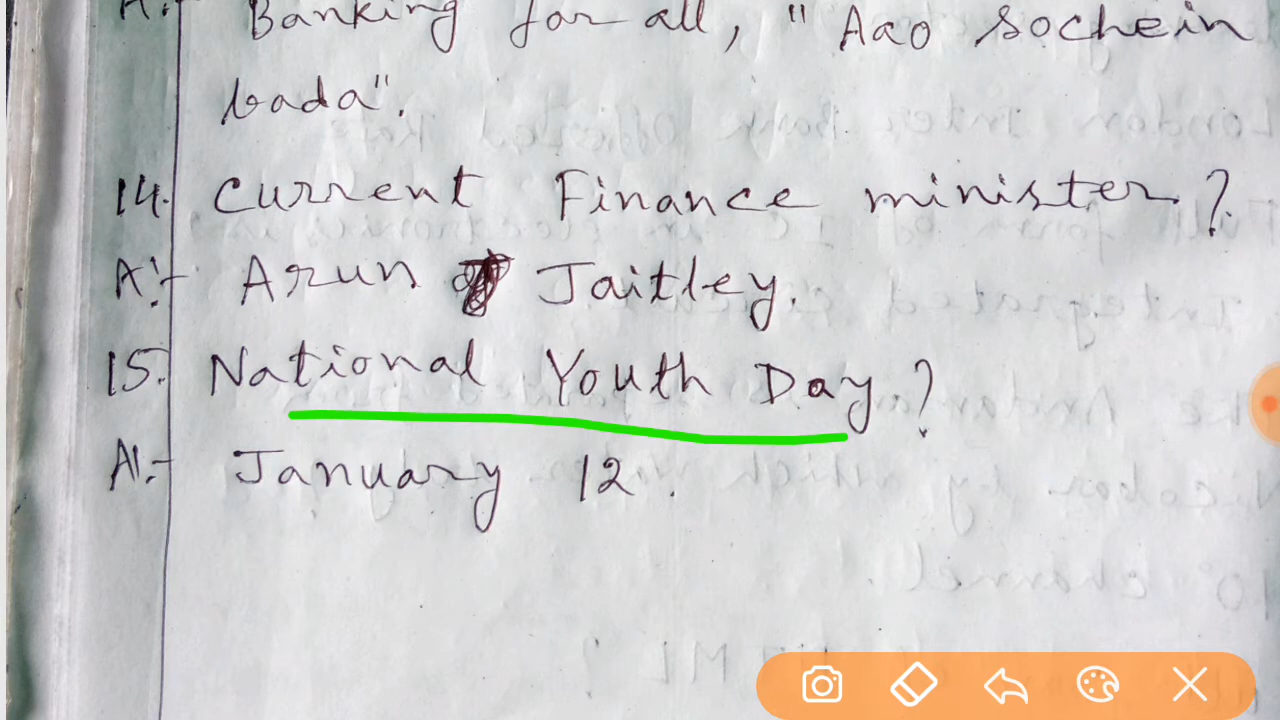 A:- Banking for all, "Aao sochein
bada".
14. Current Finance minister?
A:- Arun Jaitley.
15. National Youth Day?
A:- January 12.